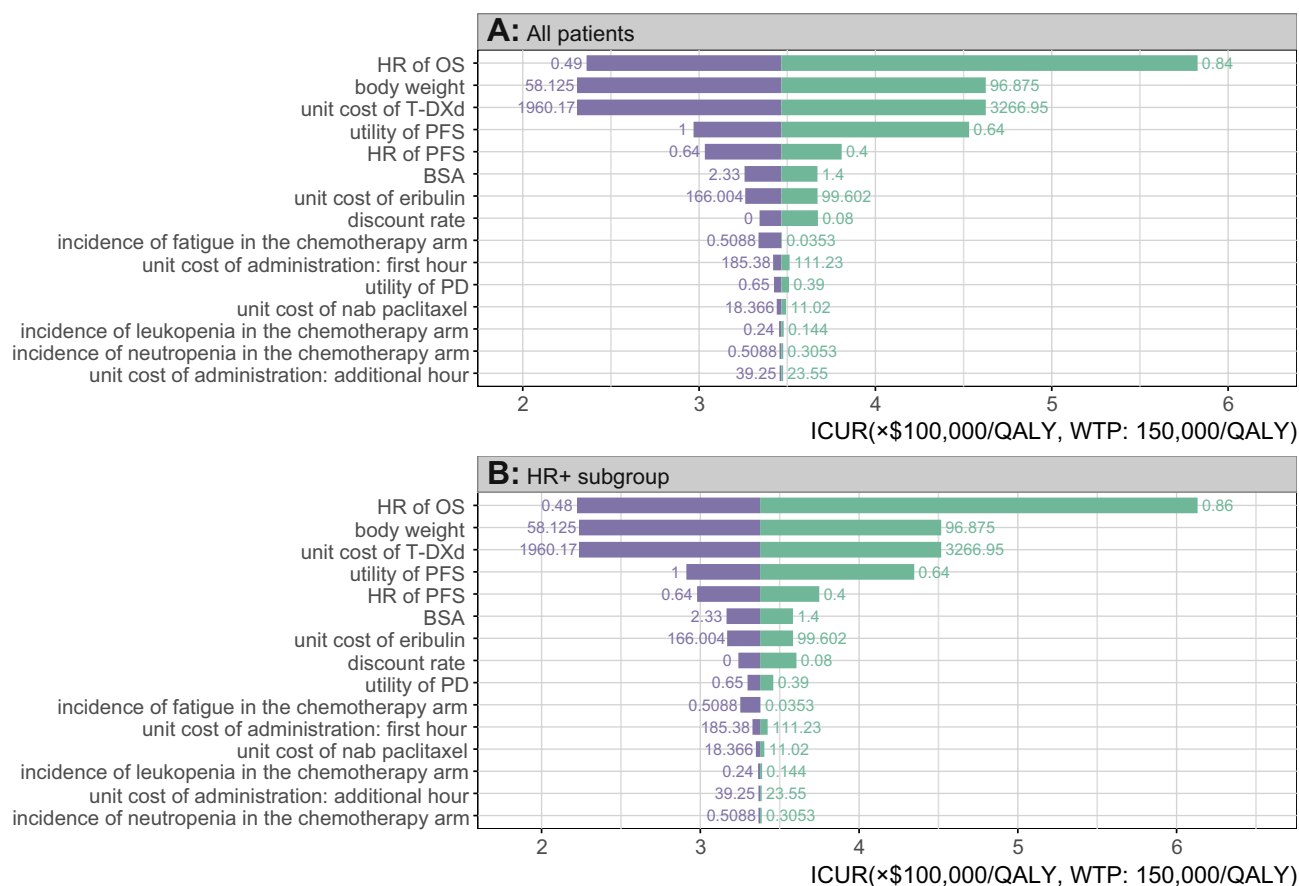 A: All patients
HR of OS 0.49 0.84
body weight 58.125 96.875
unit cost of T-DXd 1960.17 3266.95
utility of PFS 1 0.64
HR of PFS 0.64 0.4
BSA 2.33 1.4
unit cost of eribulin 166.004 99.602
discount rate 0 0.08
incidence of fatigue in the chemotherapy arm 0.5088 0.0353
unit cost of administration: first hour 185.38 111.23
utility of PD 0.65 0.39
unit cost of nab paclitaxel 18.366 11.02
incidence of leukopenia in the chemotherapy arm 0.24 0.144
incidence of neutropenia in the chemotherapy arm 0.5088 0.3053
unit cost of administration: additional hour 39.25 23.55
2 3 4 5 6
ICUR(×$100,000/QALY, WTP: 150,000/QALY)
B: HR+ subgroup
HR of OS 0.48 0.86
body weight 58.125 96.875
unit cost of T-DXd 1960.17 3266.95
utility of PFS 1 0.64
HR of PFS 0.64 0.4
BSA 2.33 1.4
unit cost of eribulin 166.004 99.602
discount rate 0 0.08
utility of PD 0.65 0.39
incidence of fatigue in the chemotherapy arm 0.5088 0.0353
unit cost of administration: first hour 185.38 111.23
unit cost of nab paclitaxel 18.366 11.02
incidence of leukopenia in the chemotherapy arm 0.24 0.144
unit cost of administration: additional hour 39.25 23.55
incidence of neutropenia in the chemotherapy arm 0.5088 0.3053
2 3 4 5 6
ICUR(×$100,000/QALY, WTP: 150,000/QALY)